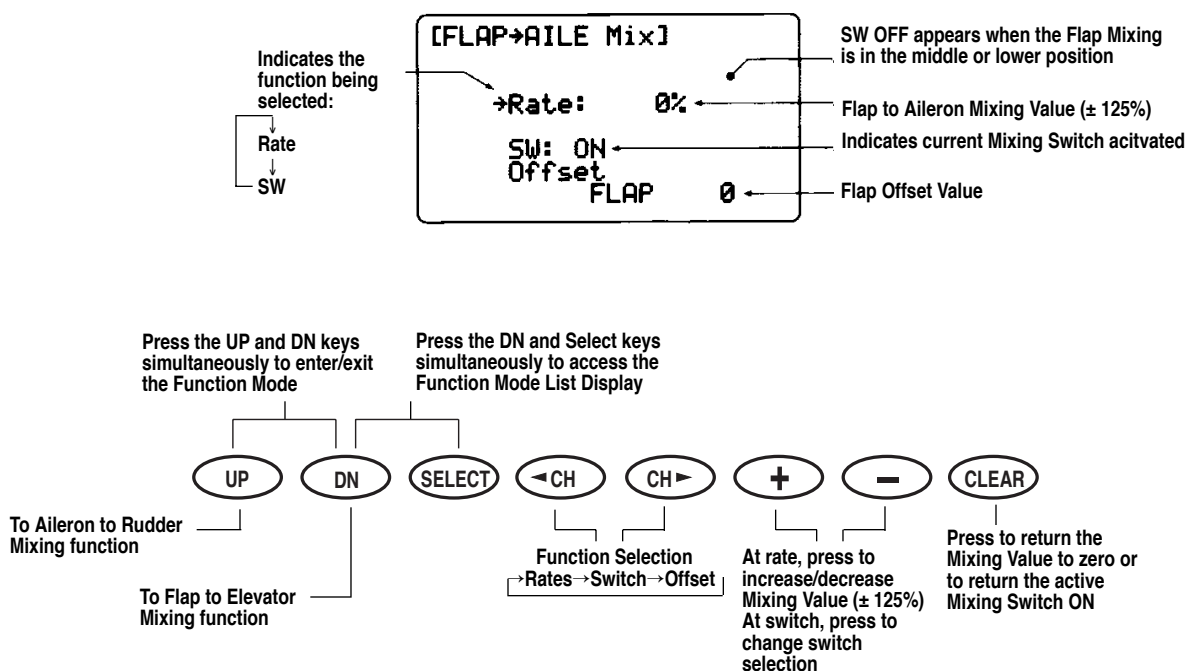 Indicates the
function being
selected:
Rate
SW
[FLAP→AILE Mix]
→Rate: 0%
SW: ON
Offset
FLAP 0
SW OFF appears when the Flap Mixing
is in the middle or lower position
Flap to Aileron Mixing Value (± 125%)
Indicates current Mixing Switch acitvated
Flap Offset Value
Press the UP and DN keys
simultaneously to enter/exit
the Function Mode
Press the DN and Select keys
simultaneously to access the
Function Mode List Display
UP
DN
SELECT
◄CH
CH►
+
−
CLEAR
To Aileron to Rudder
Mixing function
To Flap to Elevator
Mixing function
Function Selection
→Rates→Switch→Offset
At rate, press to
increase/decrease
Mixing Value (± 125%)
At switch, press to
change switch
selection
Press to return the
Mixing Value to zero or
to return the active
Mixing Switch ON